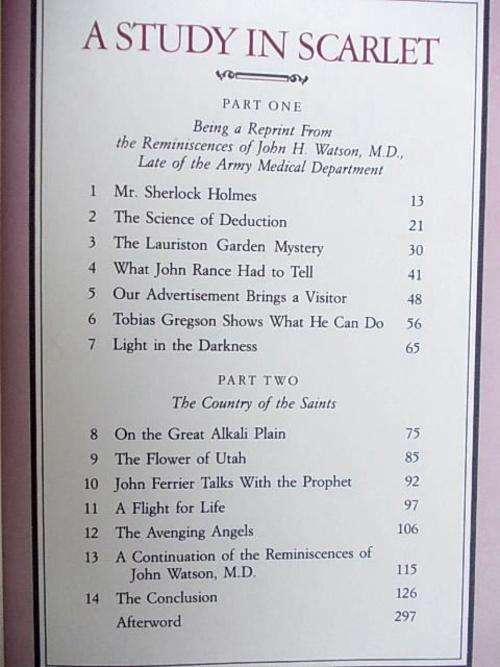 A STUDY IN SCARLET
PART ONE
Being a Reprint From
the Reminiscences of John H. Watson, M.D.,
Late of the Army Medical Department
1 Mr. Sherlock Holmes 13
2 The Science of Deduction 21
3 The Lauriston Garden Mystery 30
4 What John Rance Had to Tell 41
5 Our Advertisement Brings a Visitor 48
6 Tobias Gregson Shows What He Can Do 56
7 Light in the Darkness 65
PART TWO
The Country of the Saints
8 On the Great Alkali Plain 75
9 The Flower of Utah 85
10 John Ferrier Talks With the Prophet 92
11 A Flight for Life 97
12 The Avenging Angels 106
13 A Continuation of the Reminiscences of
John Watson, M.D. 115
14 The Conclusion 126
Afterword 297